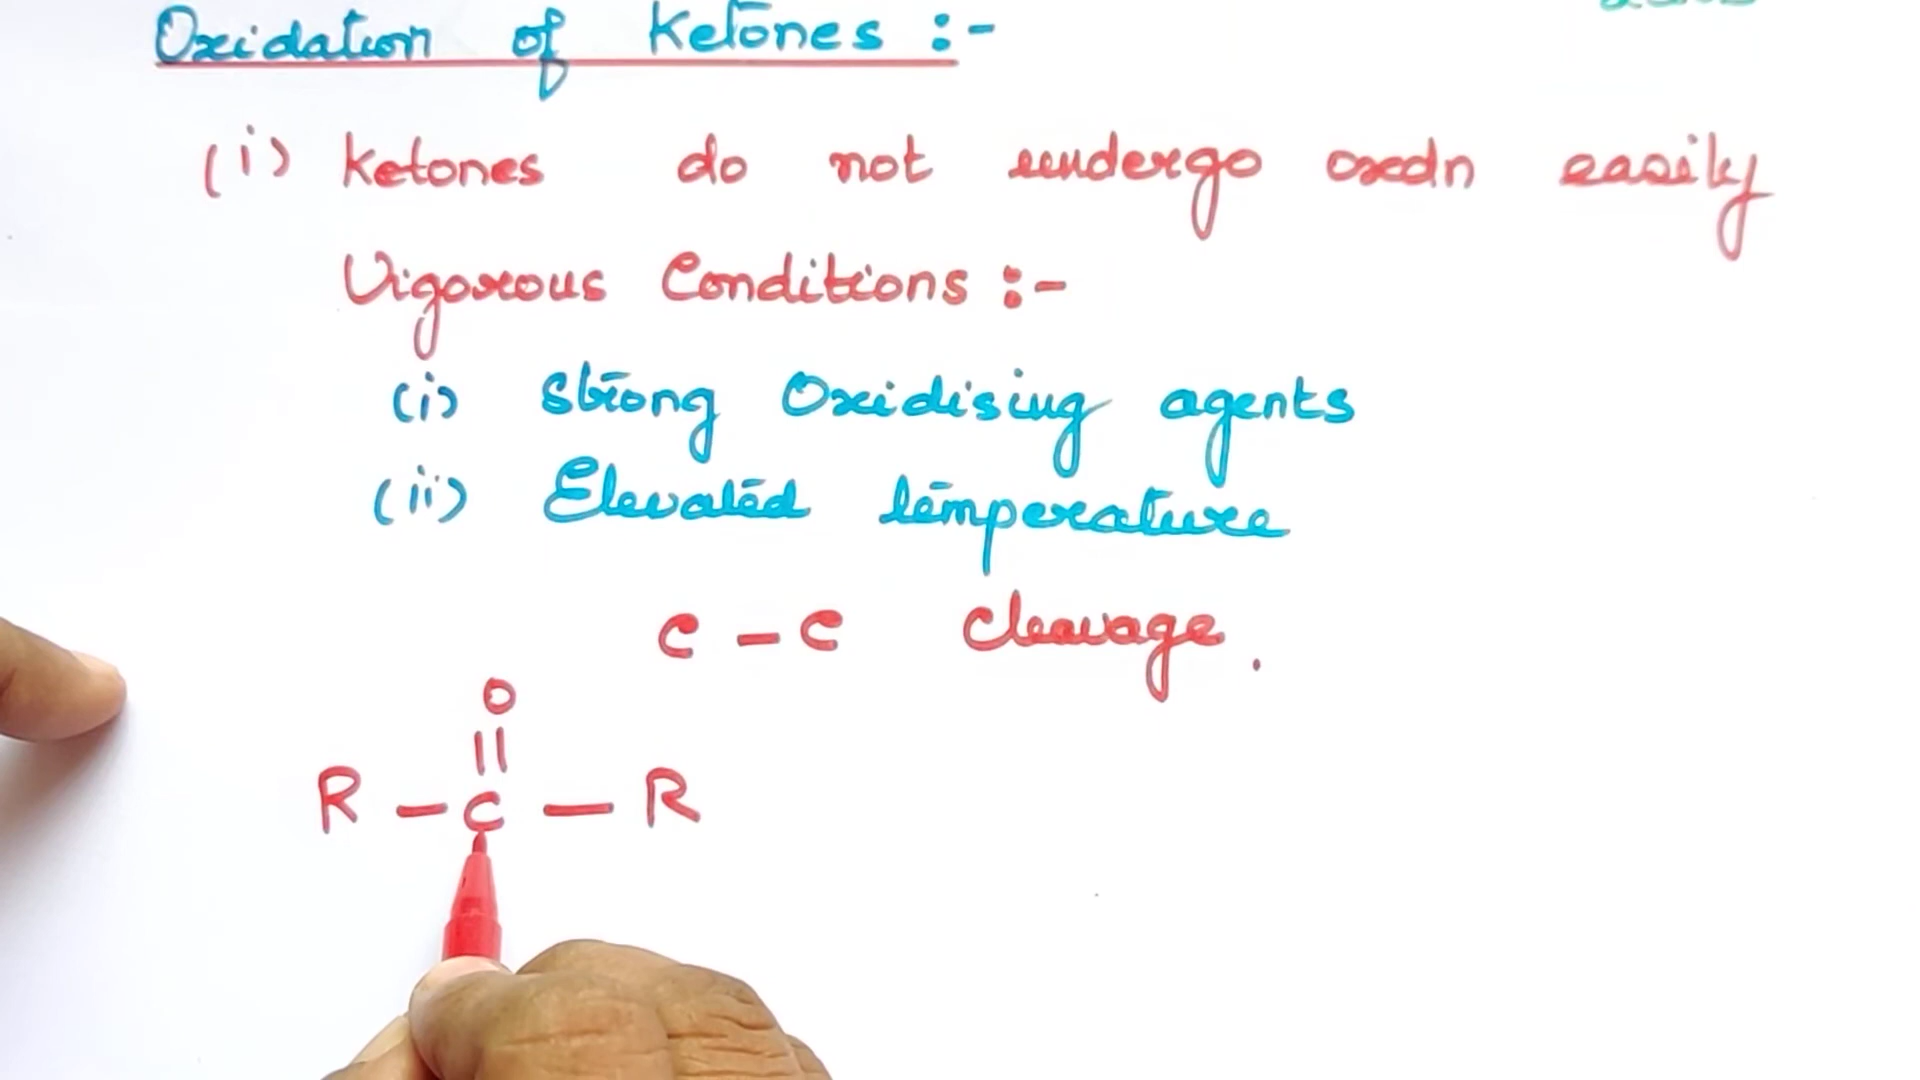 Oxidation of Ketones :-
(i) Ketones do not undergo oxdn easily
Vigorous Conditions :-
(i) Strong Oxidising agents
(ii) Elevated temperature
C - C Cleavage.
O
||
R - C - R